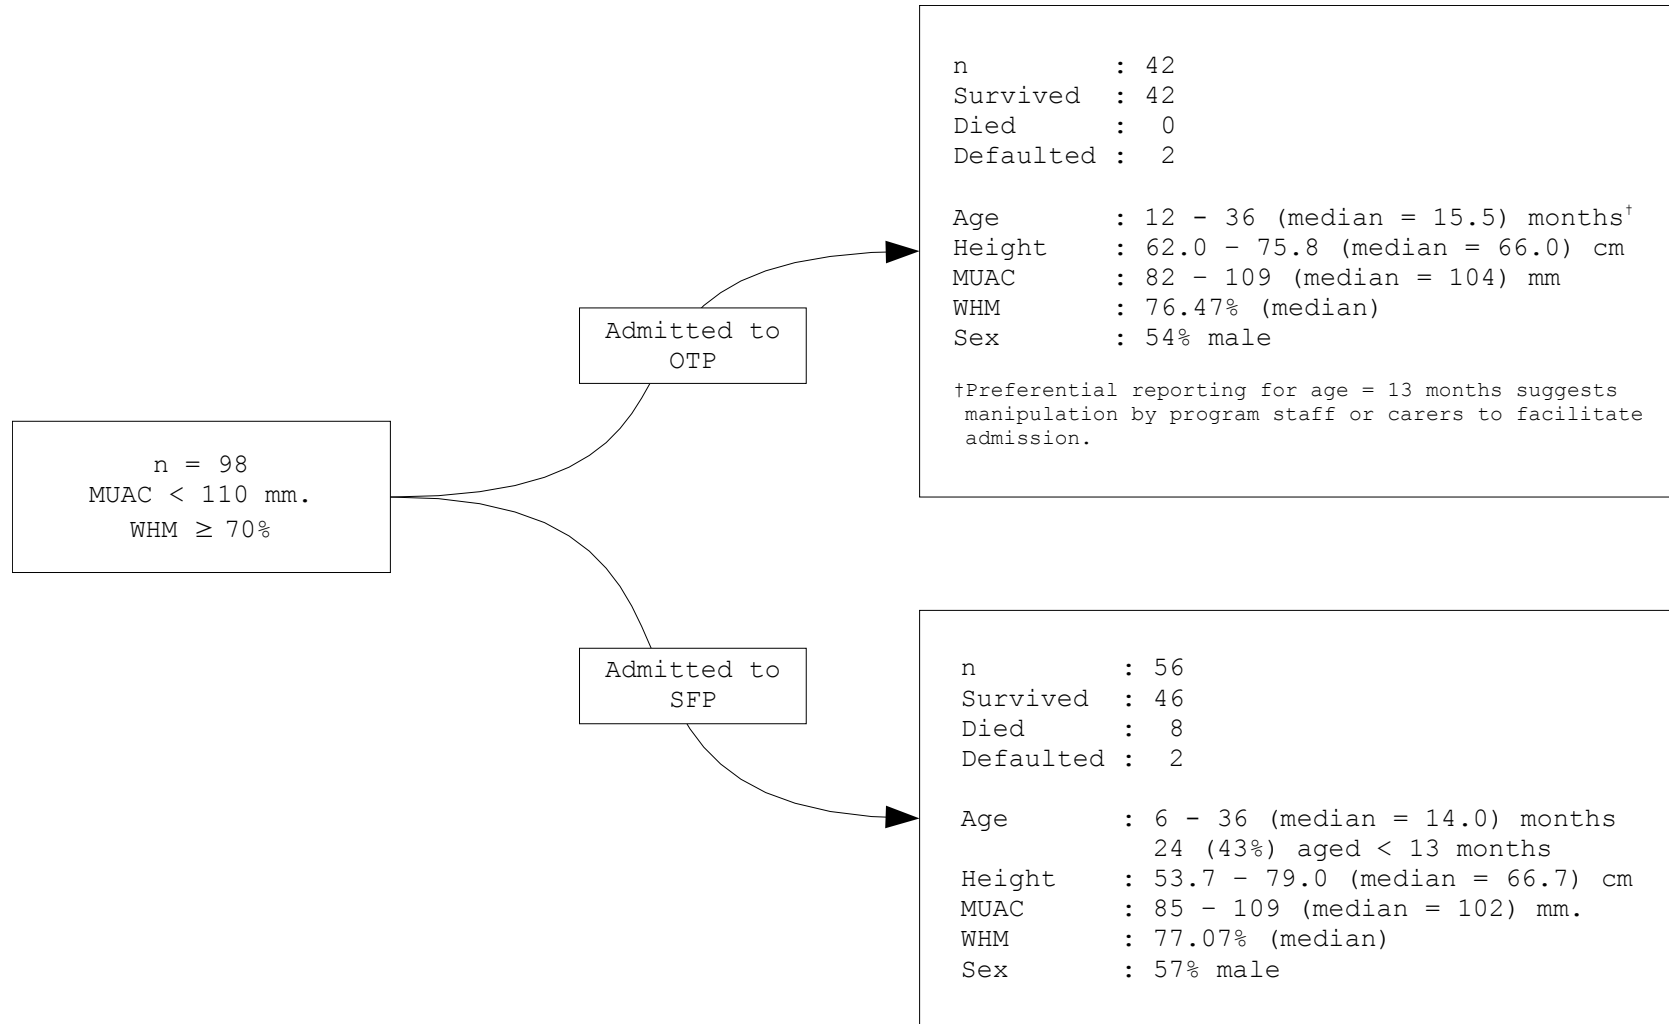 n = 98
MUAC < 110 mm.
WHM ≥ 70%
Admitted to
OTP
n : 42
Survived : 42
Died : 0
Defaulted : 2
Age : 12 - 36 (median = 15.5) months†
Height : 62.0 – 75.8 (median = 66.0) cm
MUAC : 82 – 109 (median = 104) mm
WHM : 76.47% (median)
Sex : 54% male
†Preferential reporting for age = 13 months suggests
manipulation by program staff or carers to facilitate
admission.
Admitted to
SFP
n : 56
Survived : 46
Died : 8
Defaulted : 2
Age : 6 - 36 (median = 14.0) months
24 (43%) aged < 13 months
Height : 53.7 – 79.0 (median = 66.7) cm
MUAC : 85 – 109 (median = 102) mm.
WHM : 77.07% (median)
Sex : 57% male